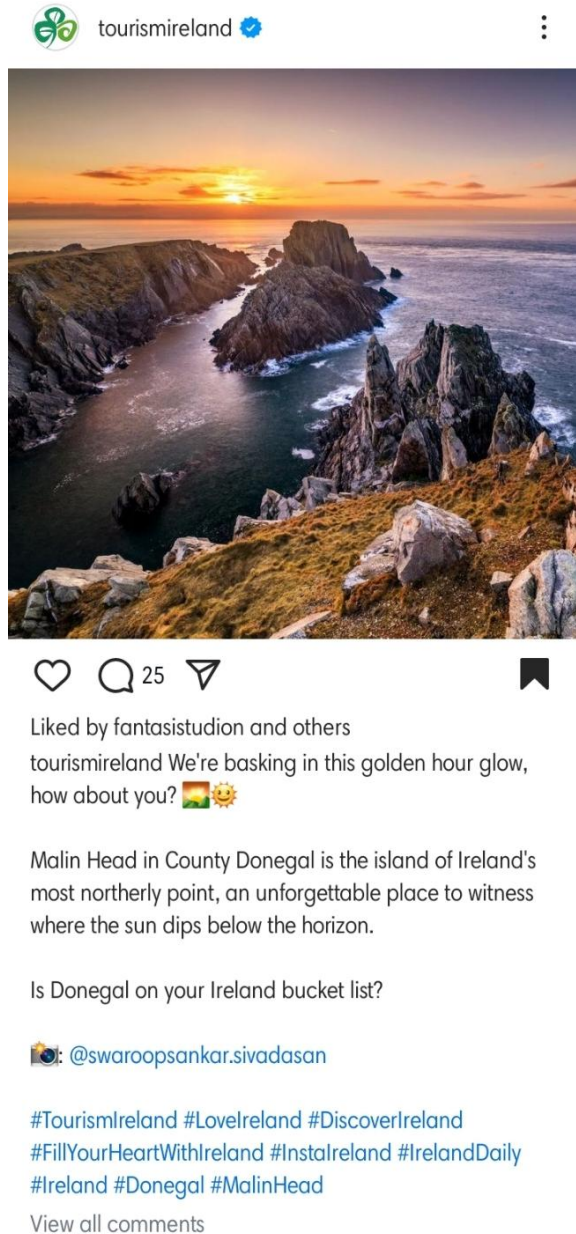 tourismireland
25
Liked by fantasistudion and others
tourismireland We're basking in this golden hour glow,
how about you? 🌄🌞
Malin Head in County Donegal is the island of Ireland's
most northerly point, an unforgettable place to witness
where the sun dips below the horizon.
Is Donegal on your Ireland bucket list?
📸: @swaroopsankar.sivadasan
#TourismIreland #LoveIreland #DiscoverIreland
#FillYourHeartWithIreland #InstaIreland #IrelandDaily
#Ireland #Donegal #MalinHead
View all comments